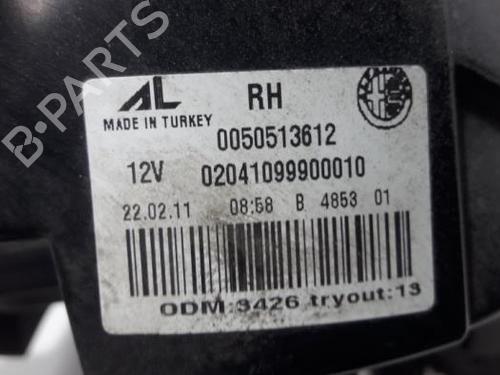 B-PARTS
AL RH
MADE IN TURKEY
0050513612
12V 02041099900010
22.02.11 08:58 B 4853 01
ODM:3426 tryout:13